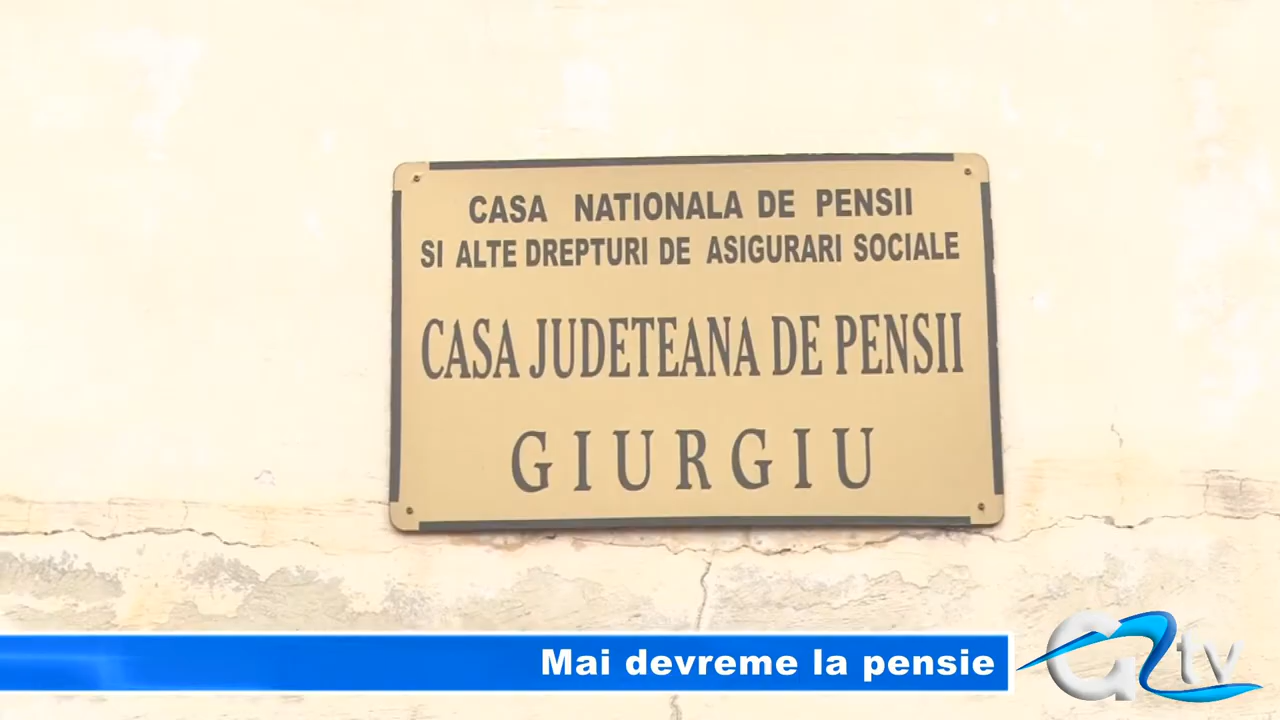 CASA NATIONALA DE PENSII
SI ALTE DREPTURI DE ASIGURARI SOCIALE
CASA JUDETEANA DE PENSII
GIURGIU
Mai devreme la pensie
G2tv